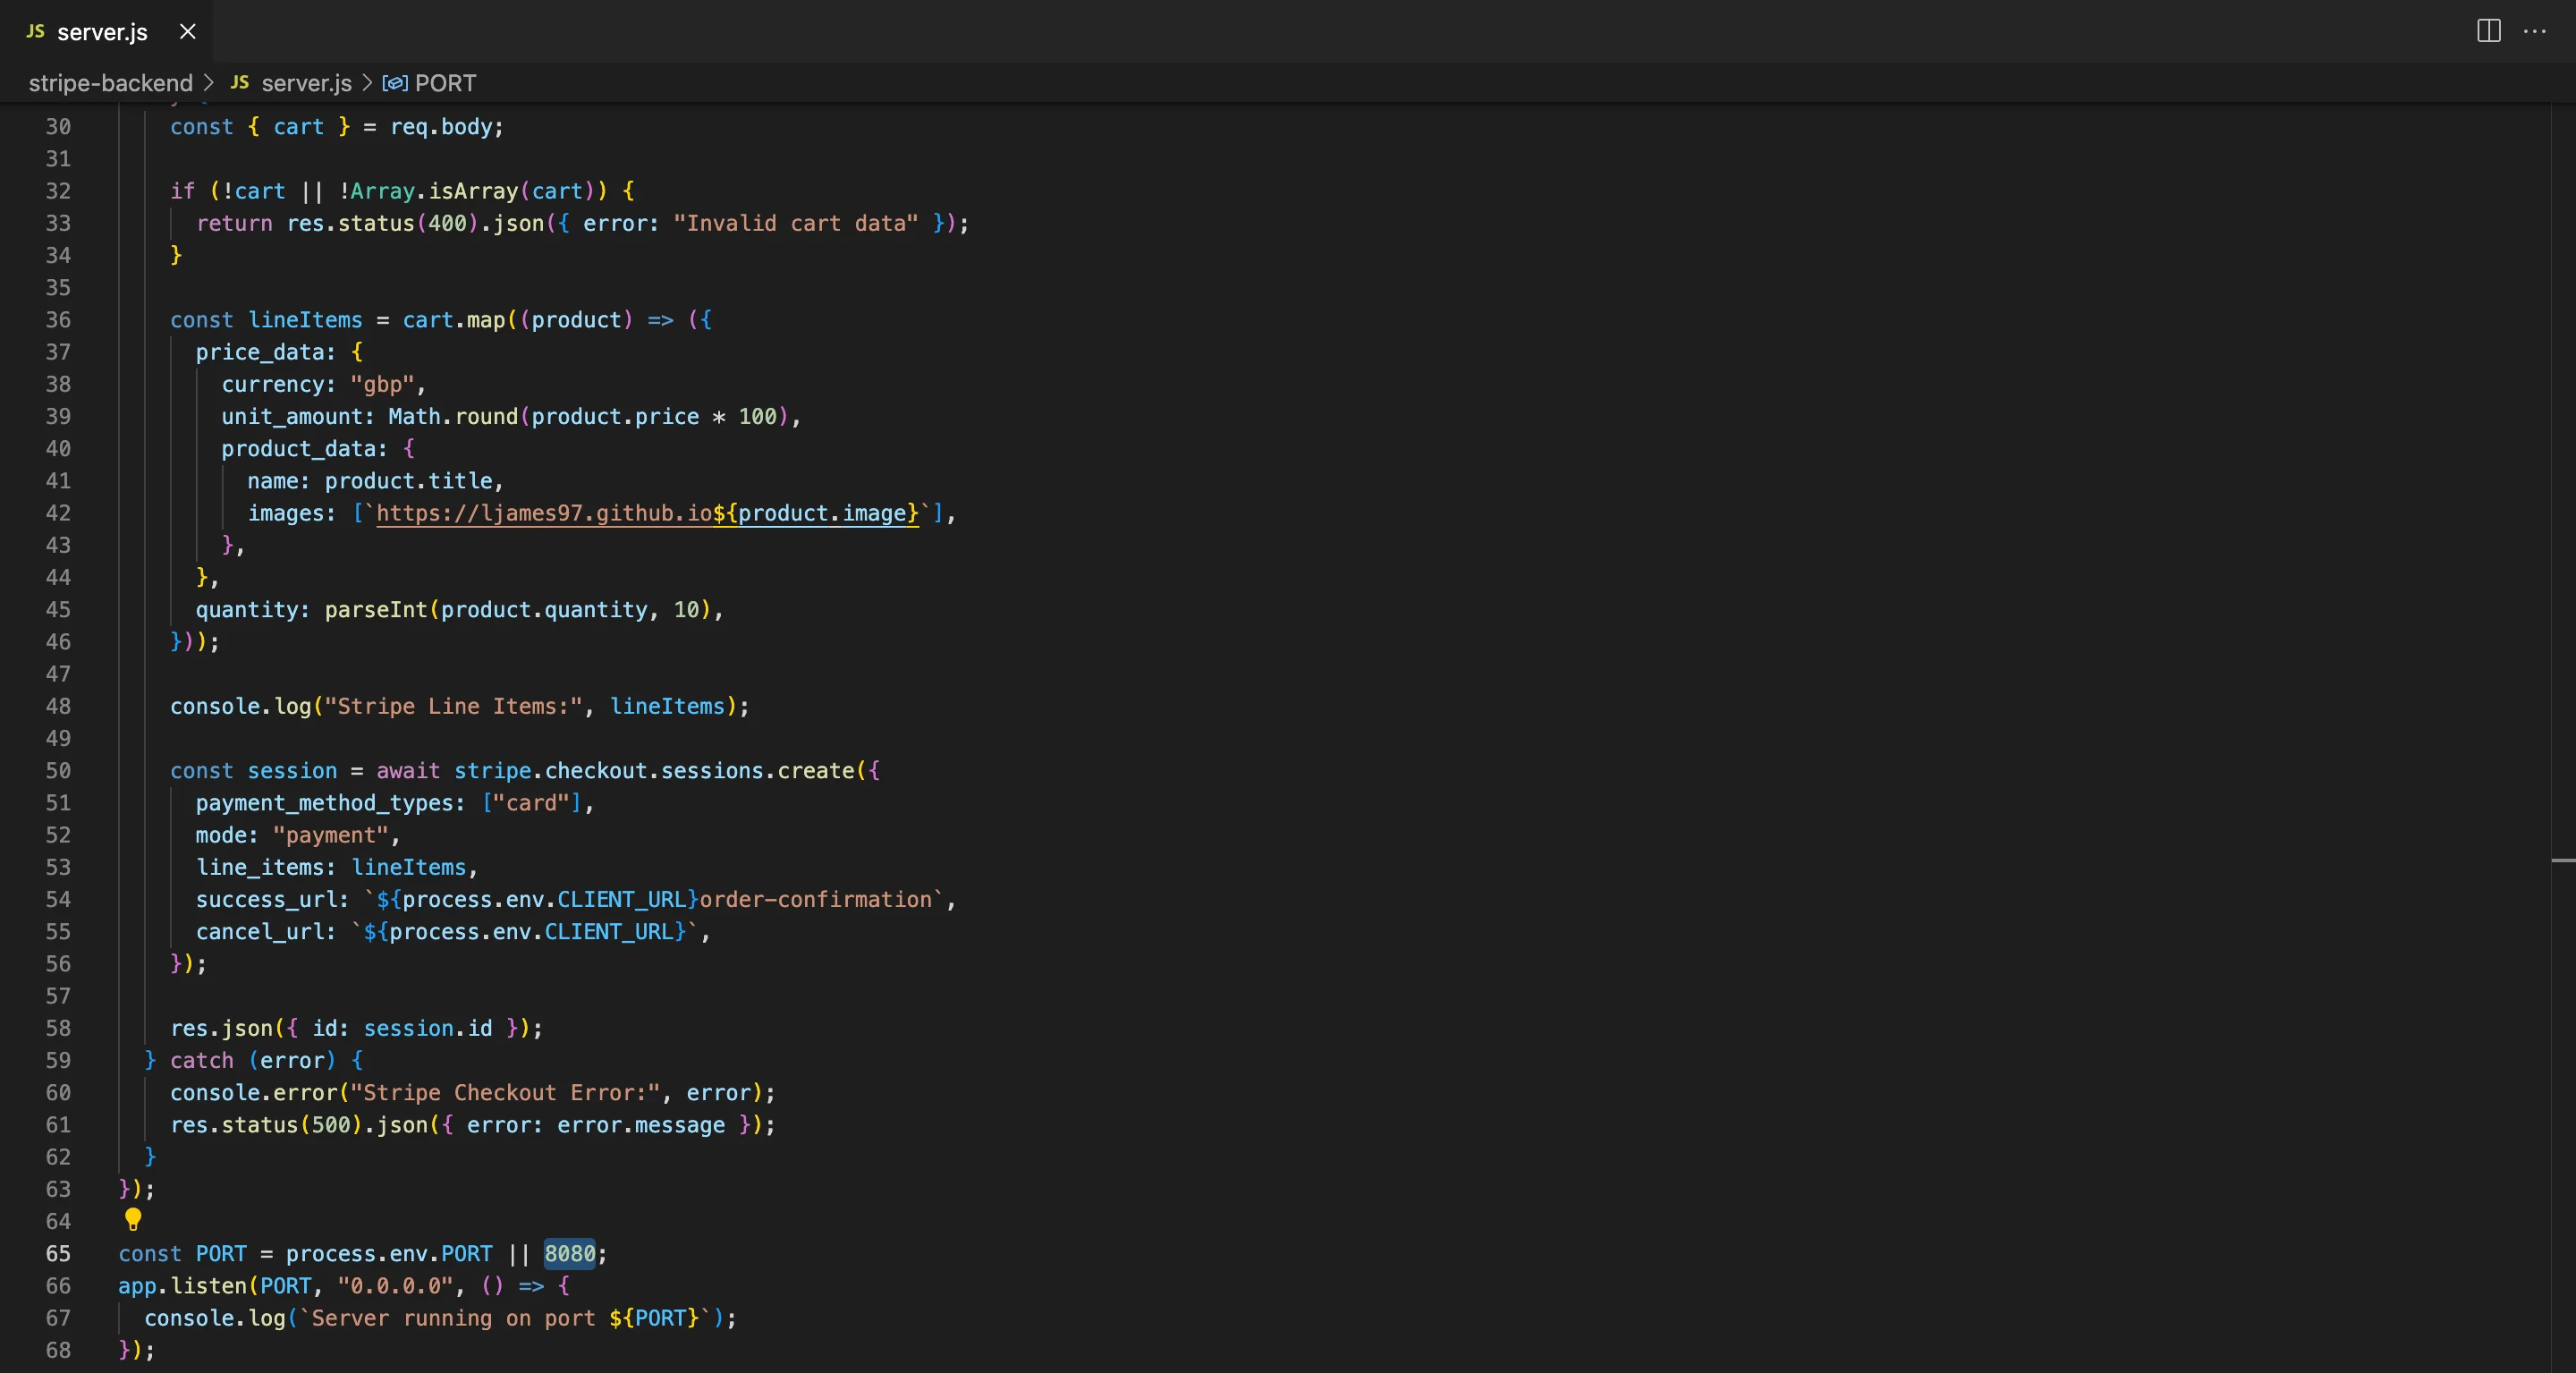 JS server.js
stripe-backend > JS server.js > PORT
30 const { cart } = req.body;
31
32 if (!cart || !Array.isArray(cart)) {
33 return res.status(400).json({ error: "Invalid cart data" });
34 }
35
36 const lineItems = cart.map((product) => ({
37 price_data: {
38 currency: "gbp",
39 unit_amount: Math.round(product.price * 100),
40 product_data: {
41 name: product.title,
42 images: [`https://ljames97.github.io${product.image}`],
43 },
44 },
45 quantity: parseInt(product.quantity, 10),
46 }));
47
48 console.log("Stripe Line Items:", lineItems);
49
50 const session = await stripe.checkout.sessions.create({
51 payment_method_types: ["card"],
52 mode: "payment",
53 line_items: lineItems,
54 success_url: `${process.env.CLIENT_URL}order-confirmation`,
55 cancel_url: `${process.env.CLIENT_URL}`,
56 });
57
58 res.json({ id: session.id });
59 } catch (error) {
60 console.error("Stripe Checkout Error:", error);
61 res.status(500).json({ error: error.message });
62 }
63 });
64
65 const PORT = process.env.PORT || 8080;
66 app.listen(PORT, "0.0.0.0", () => {
67 console.log(`Server running on port ${PORT}`);
68 });